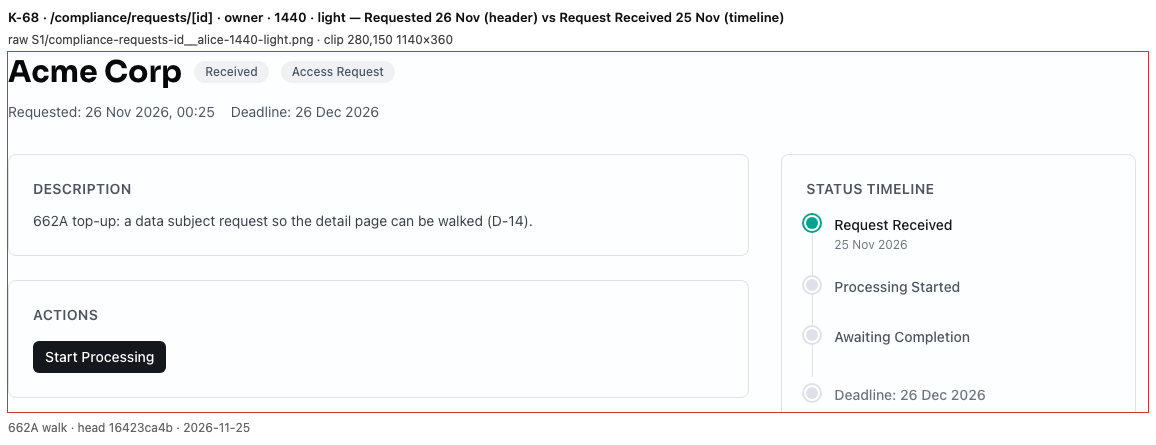 K-68 · /compliance/requests/[id] · owner · 1440 · light — Requested 26 Nov (header) vs Request Received 25 Nov (timeline)
raw S1/compliance-requests-id__alice-1440-light.png · clip 280,150 1140×360
Acme Corp Received Access Request
Requested: 26 Nov 2026, 00:25 Deadline: 26 Dec 2026
DESCRIPTION
662A top-up: a data subject request so the detail page can be walked (D-14).
ACTIONS
Start Processing
STATUS TIMELINE
Request Received
25 Nov 2026
Processing Started
Awaiting Completion
Deadline: 26 Dec 2026
662A walk · head 16423ca4b · 2026-11-25